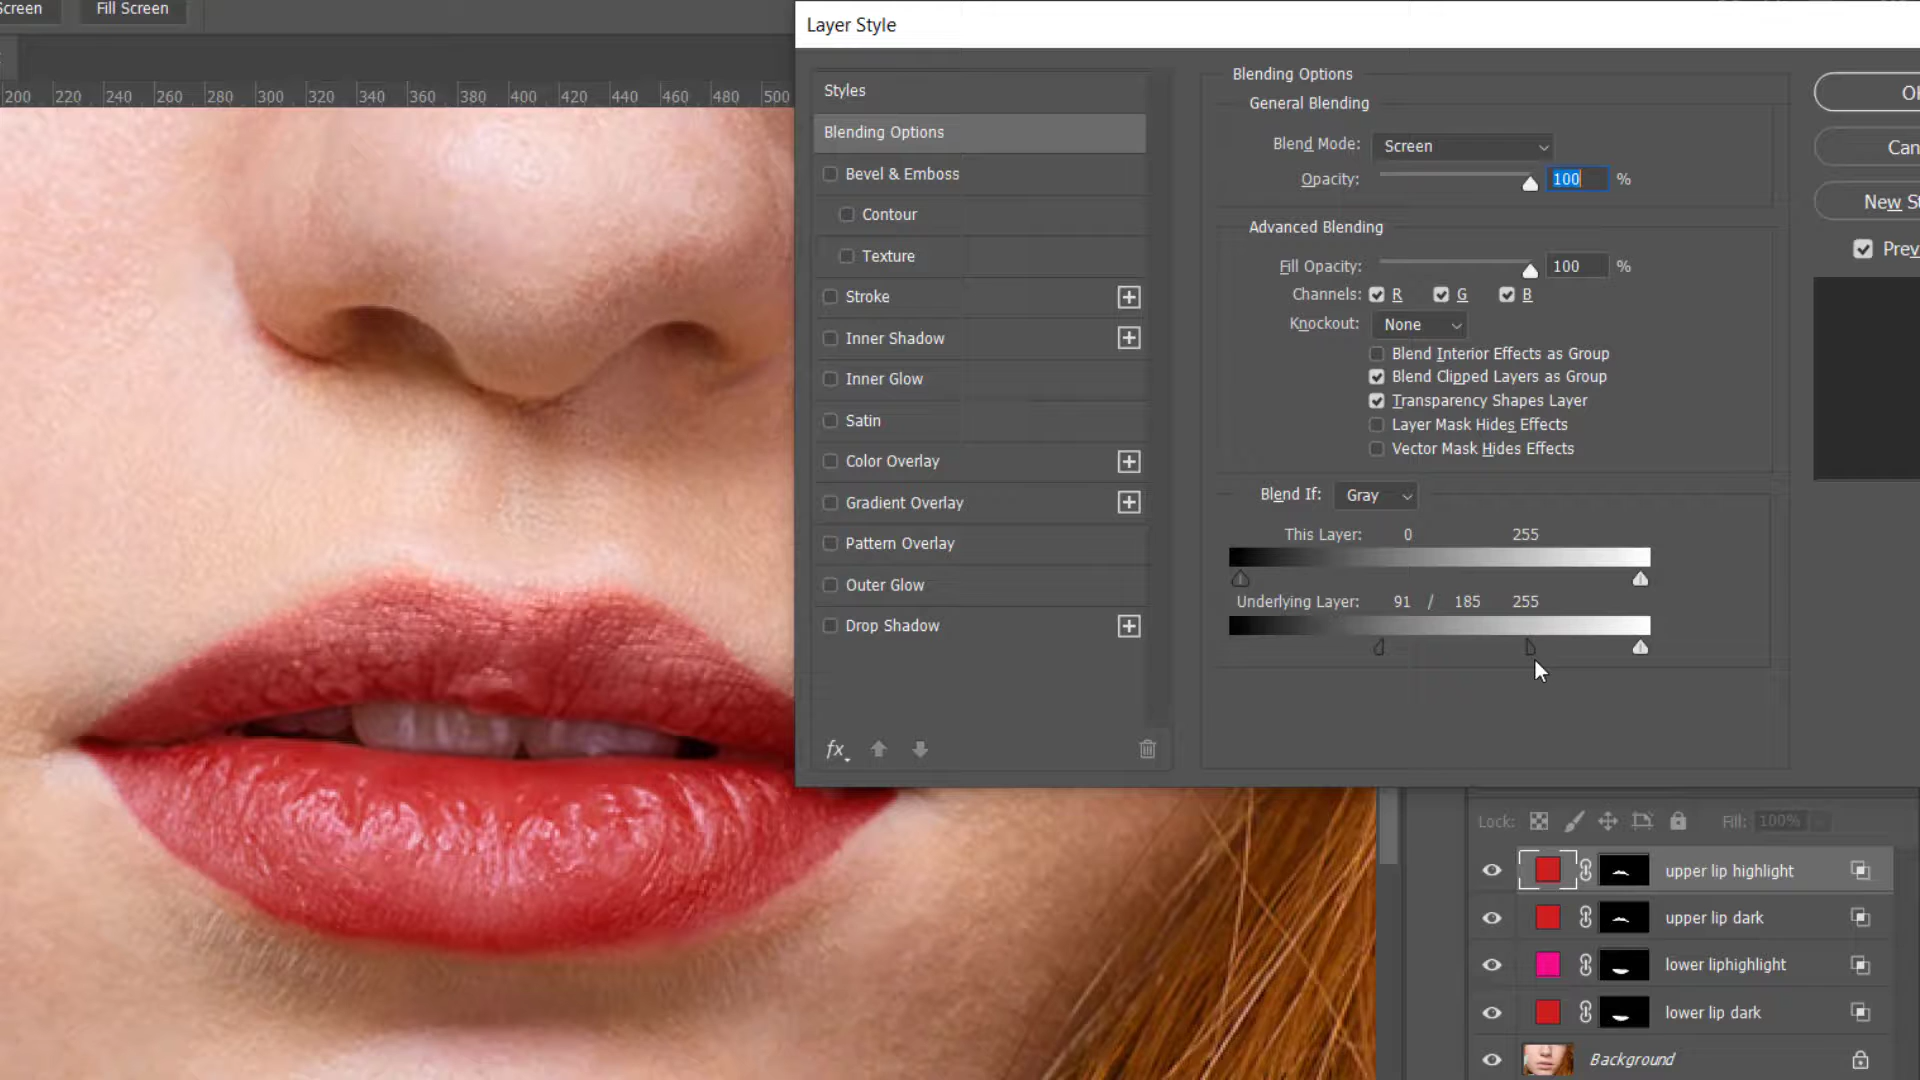 Screen
Fill Screen
Layer Style
200 220 240 260 280 300 320 340 360 380 400 420 440 460 480 500
Styles
Blending Options
Bevel & Emboss
Contour
Texture
Stroke
Inner Shadow
Inner Glow
Satin
Color Overlay
Gradient Overlay
Pattern Overlay
Outer Glow
Drop Shadow
fx
Blending Options
General Blending
Blend Mode: Screen
Opacity: 100 %
Advanced Blending
Fill Opacity: 100 %
Channels: R G B
Knockout: None
Blend Interior Effects as Group
Blend Clipped Layers as Group
Transparency Shapes Layer
Layer Mask Hides Effects
Vector Mask Hides Effects
Blend If: Gray
This Layer: 0 255
Underlying Layer: 91 / 185 255
Can
New St
Prev
Lock: Fill: 100%
upper lip highlight
upper lip dark
lower liphighlight
lower lip dark
Background